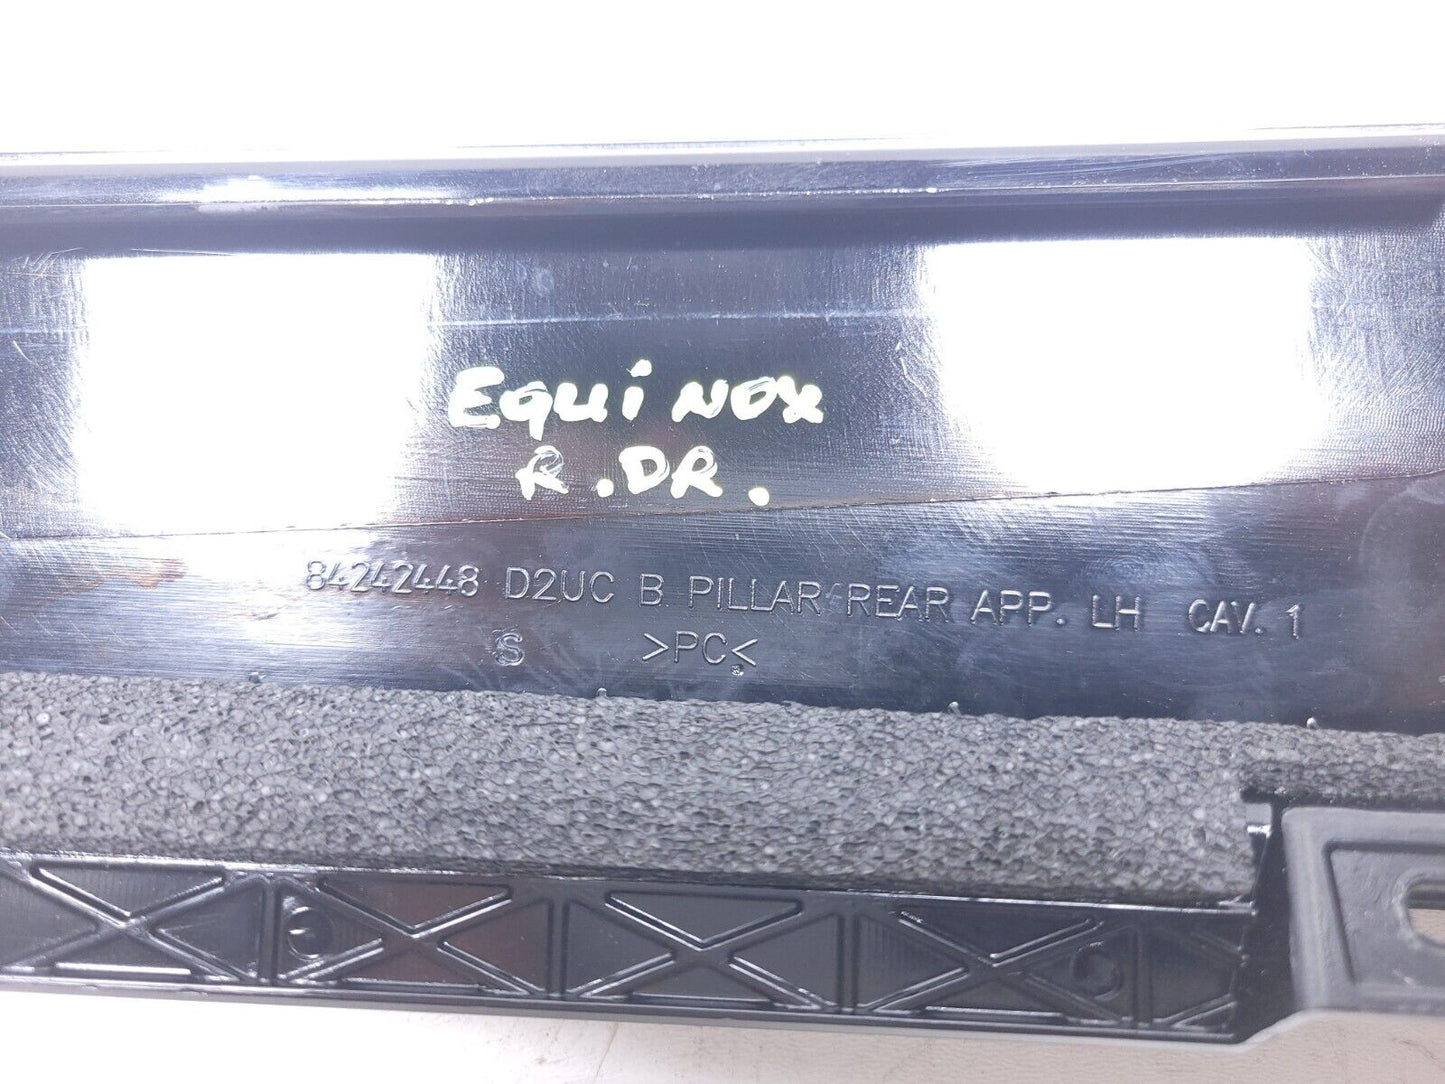 EQUiNOX
R.DR.
84242448 D2UC B PILLAR REAR APP. LH CAV. 1
S >PC<